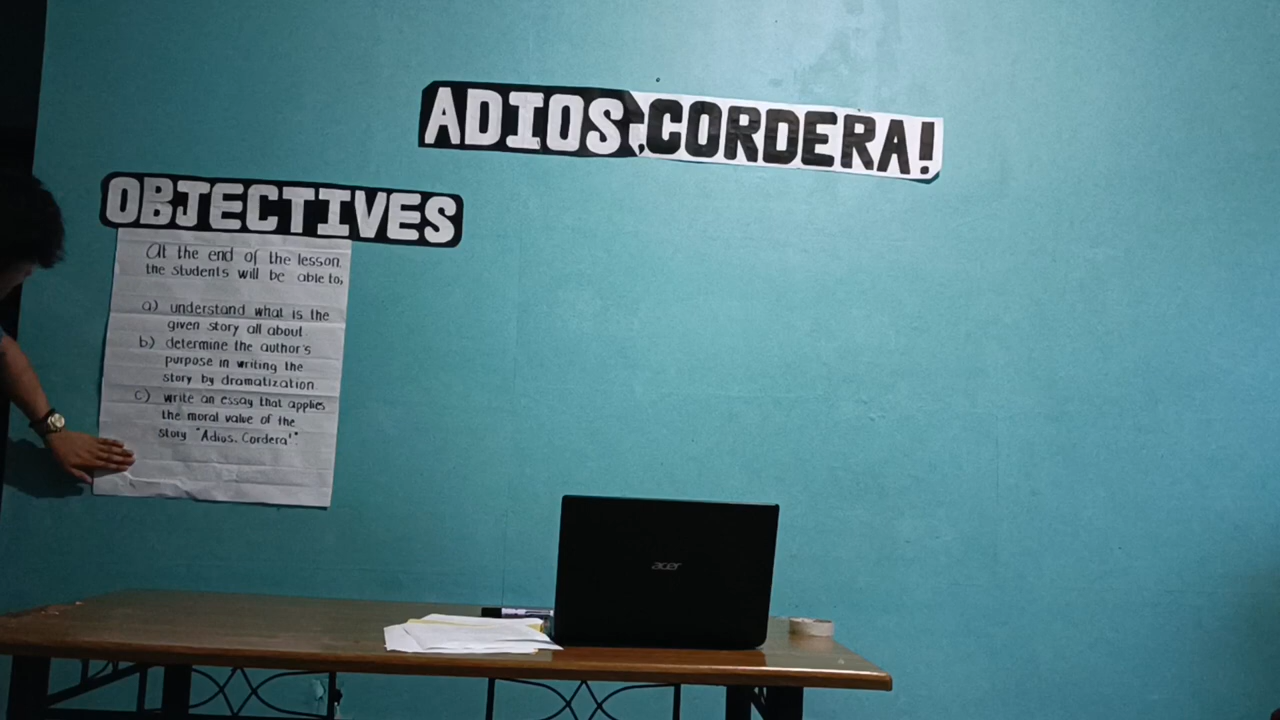 ADIOS, CORDERA!
OBJECTIVES
At the end of the lesson,
the students will be able to;
a) understand what is the
given story all about.
b) determine the author's
purpose in writing the
story by dramatization.
c) write an essay that applies
the moral value of the
story "Adios, Cordera!".
acer